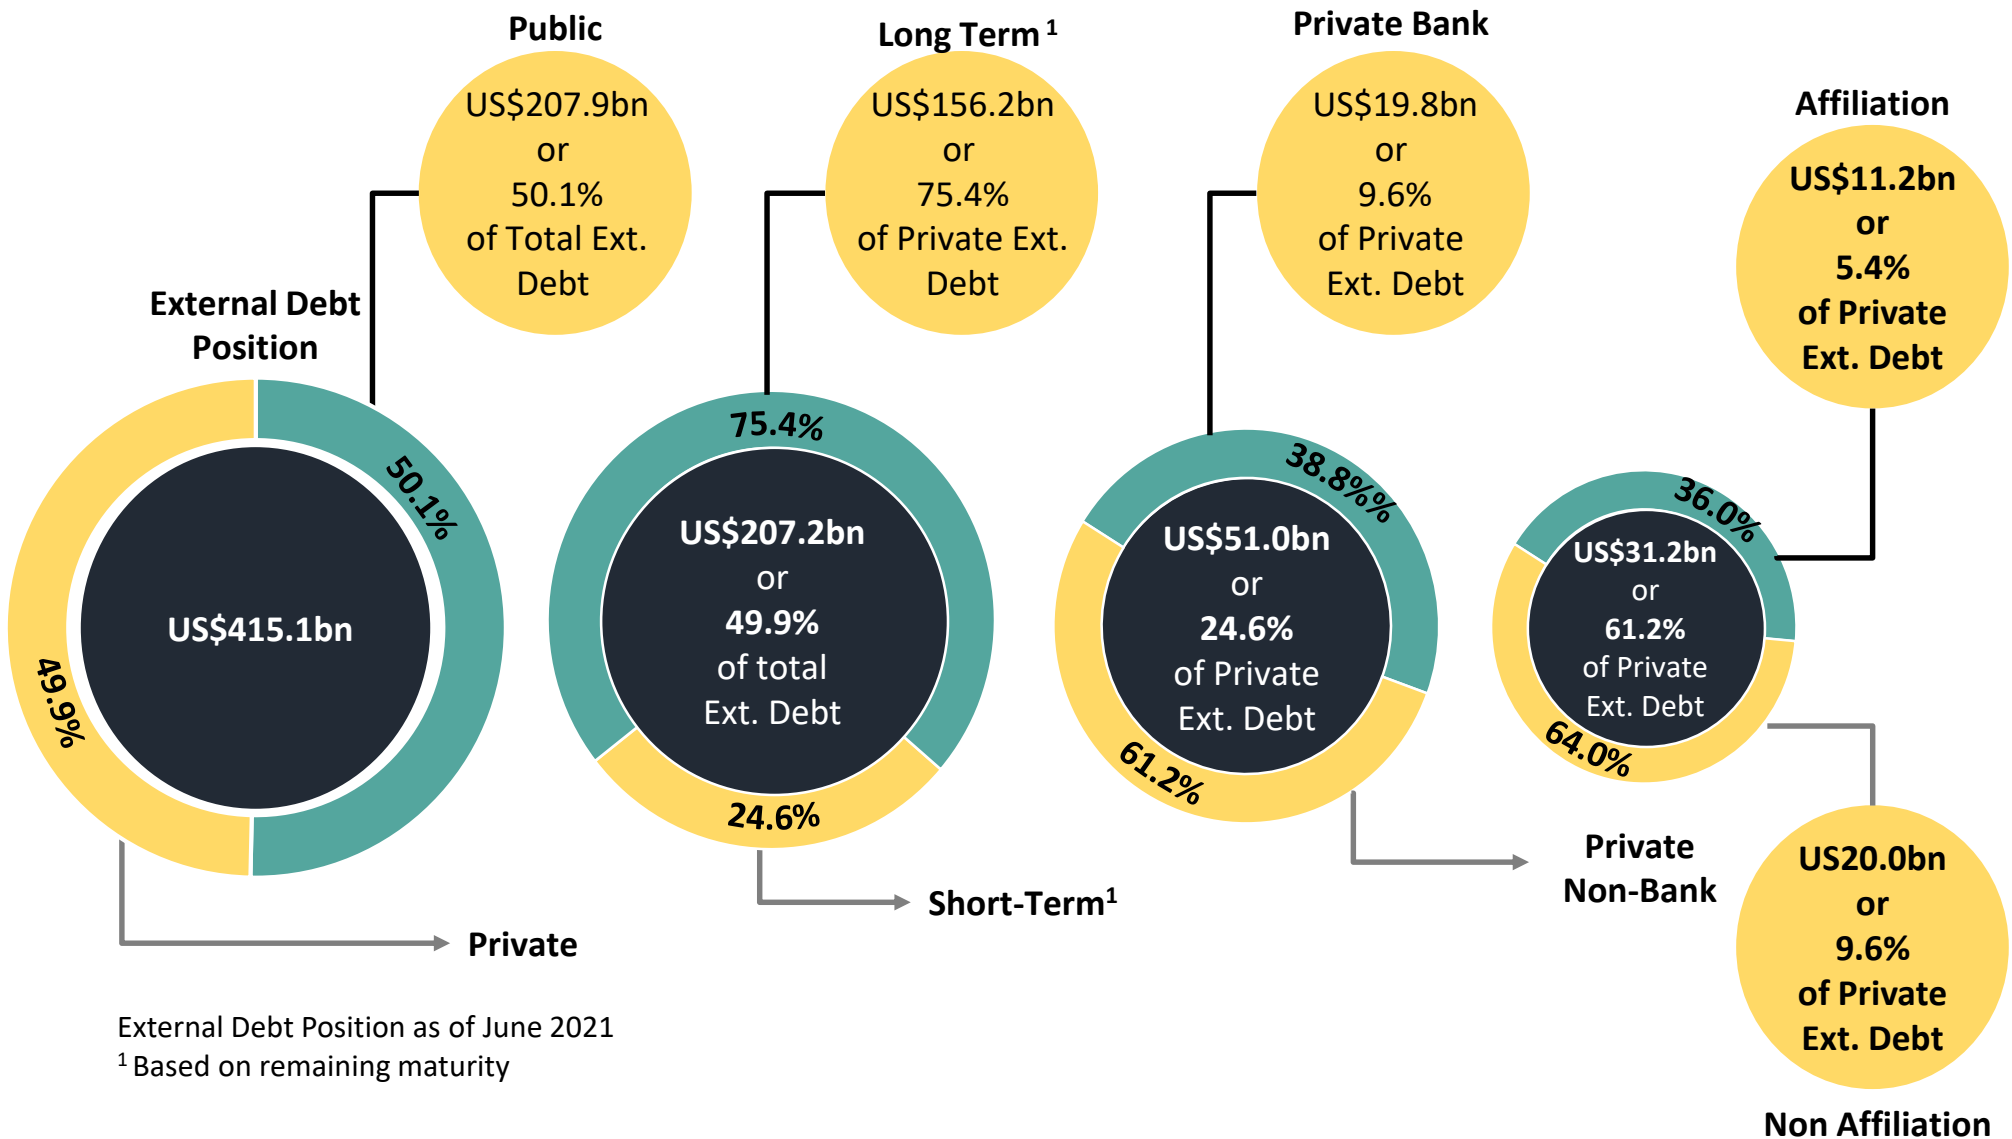 Public
US$207.9bn
or
50.1%
of Total Ext.
Debt
Long Term ¹
US$156.2bn
or
75.4%
of Private Ext.
Debt
Private Bank
US$19.8bn
or
9.6%
of Private
Ext. Debt
Affiliation
US$11.2bn
or
5.4%
of Private
Ext. Debt
External Debt
Position
50.1%
US$415.1bn
49.9%
Private
75.4%
US$207.2bn
or
49.9%
of total
Ext. Debt
24.6%
Short-Term¹
38.8%%
US$51.0bn
or
24.6%
of Private
Ext. Debt
61.2%
Private
Non-Bank
36.0%
US$31.2bn
or
61.2%
of Private
Ext. Debt
64.0%
US20.0bn
or
9.6%
of Private
Ext. Debt
Non Affiliation
External Debt Position as of June 2021
¹ Based on remaining maturity